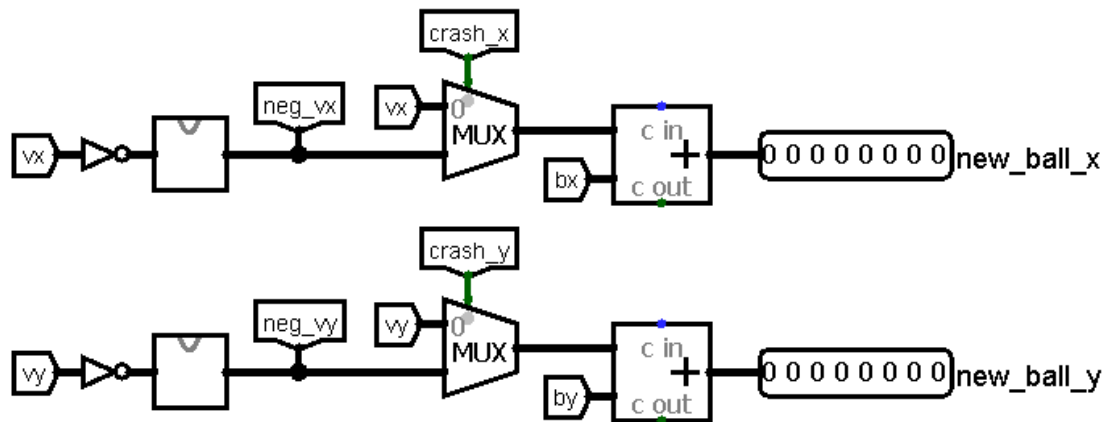 crash_x
neg_vx
vx
0
MUX
vx
c in
+
0 0 0 0 0 0 0 0
new_ball_x
bx
c out
crash_y
neg_vy
vy
0
MUX
vy
c in
+
0 0 0 0 0 0 0 0
new_ball_y
by
c out